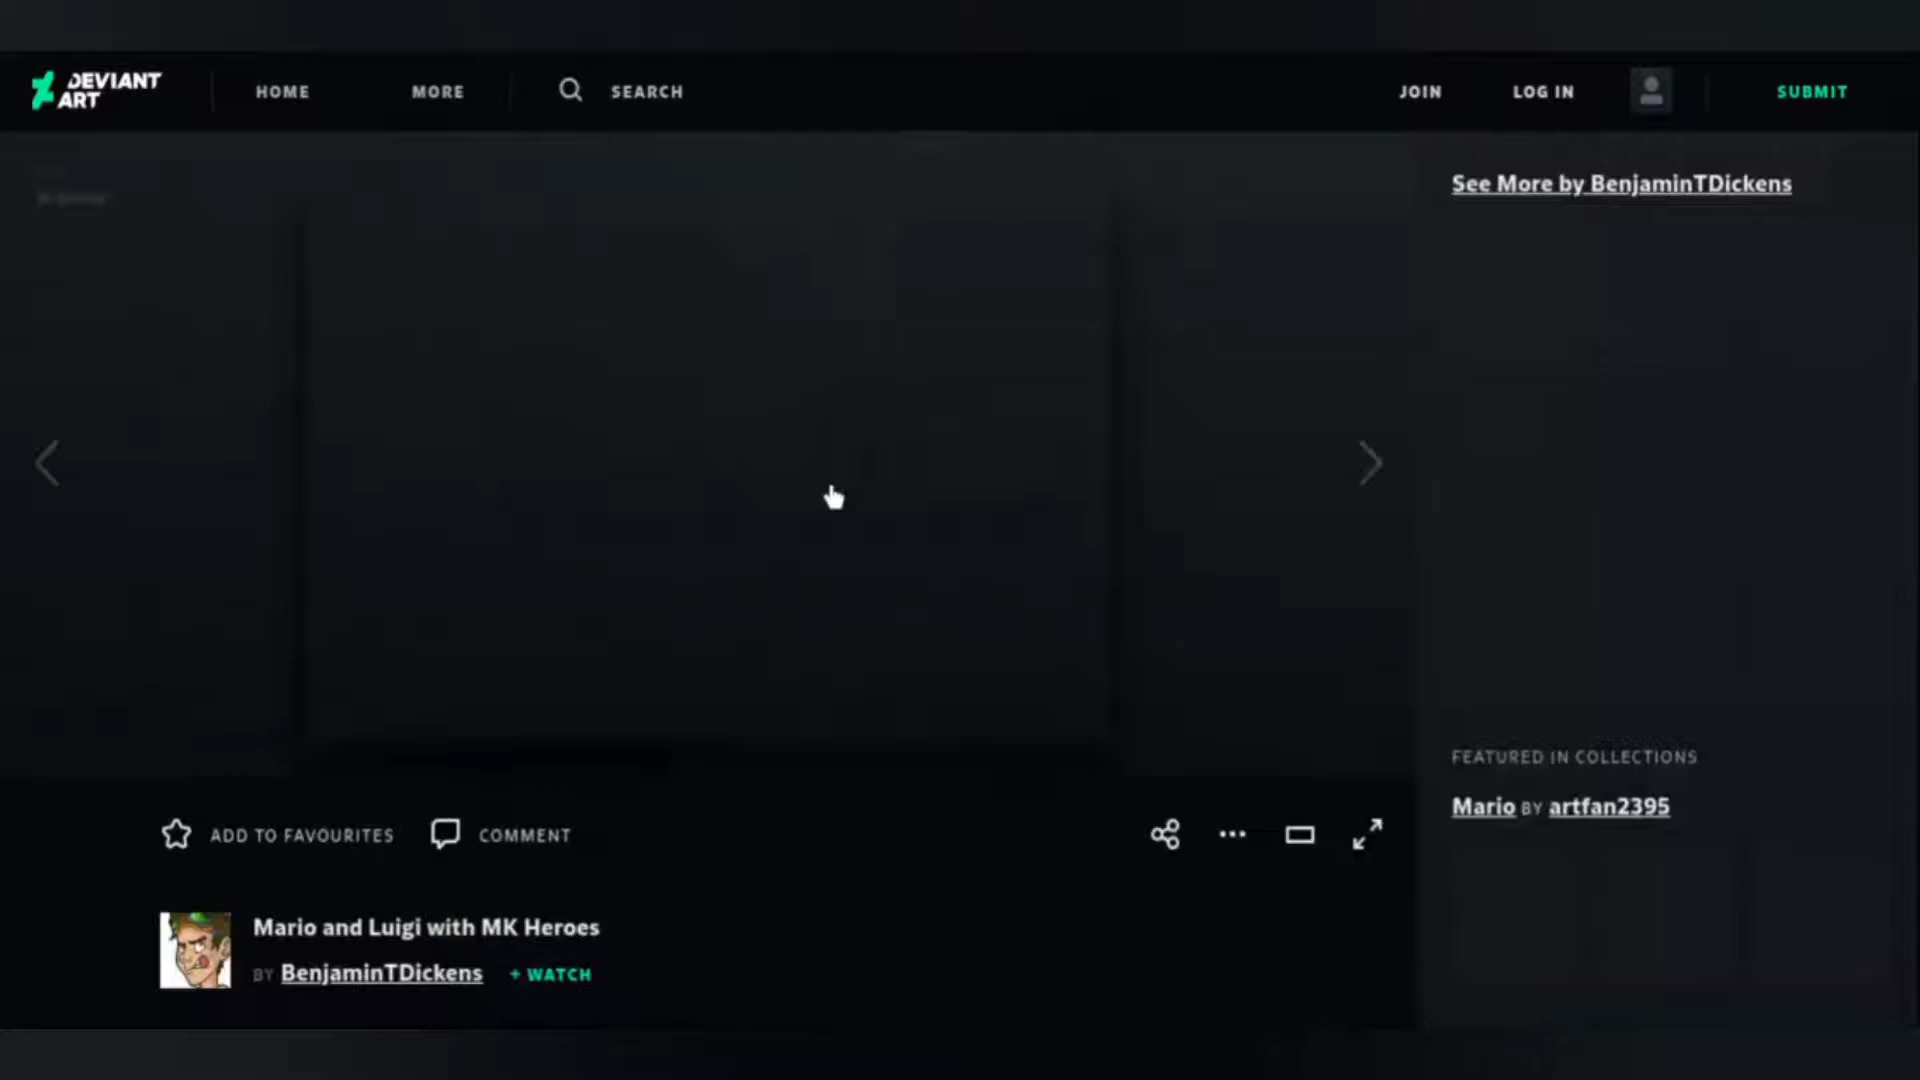 DEVIANT
ART
HOME
MORE
SEARCH
JOIN
LOG IN
SUBMIT
See More by BenjaminTDickens
FEATURED IN COLLECTIONS
Mario BY artfan2395
ADD TO FAVOURITES
COMMENT
Mario and Luigi with MK Heroes
BY BenjaminTDickens + WATCH